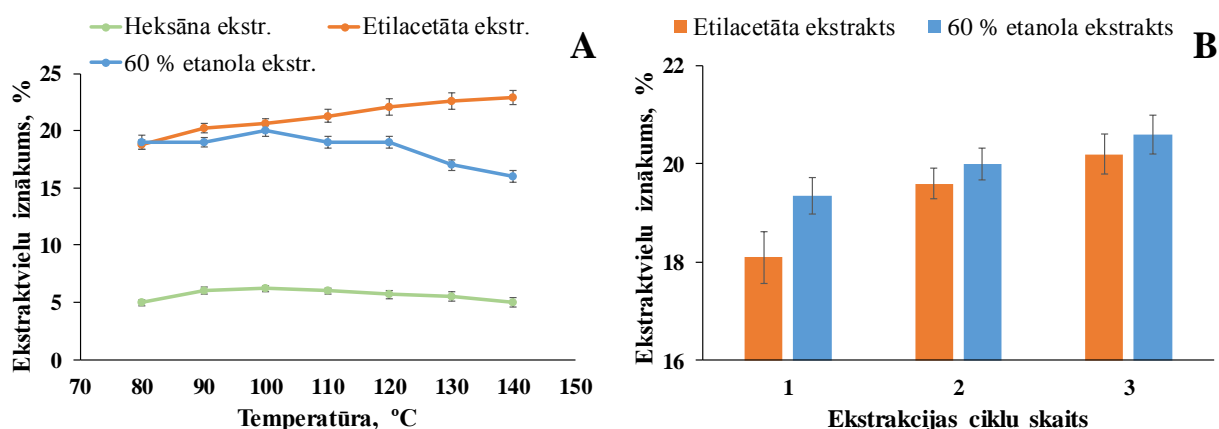 Heksāna ekstr.
Etilacetāta ekstr.
60 % etanola ekstr.
A
Ekstraktvielu iznākums, %
25
20
15
10
5
0
70 80 90 100 110 120 130 140 150
Temperatūra, ºC
Etilacetāta ekstrakts
60 % etanola ekstrakts
B
Ekstraktvielu iznākums, %
22
20
18
16
1 2 3
Ekstrakcijas ciklu skaits